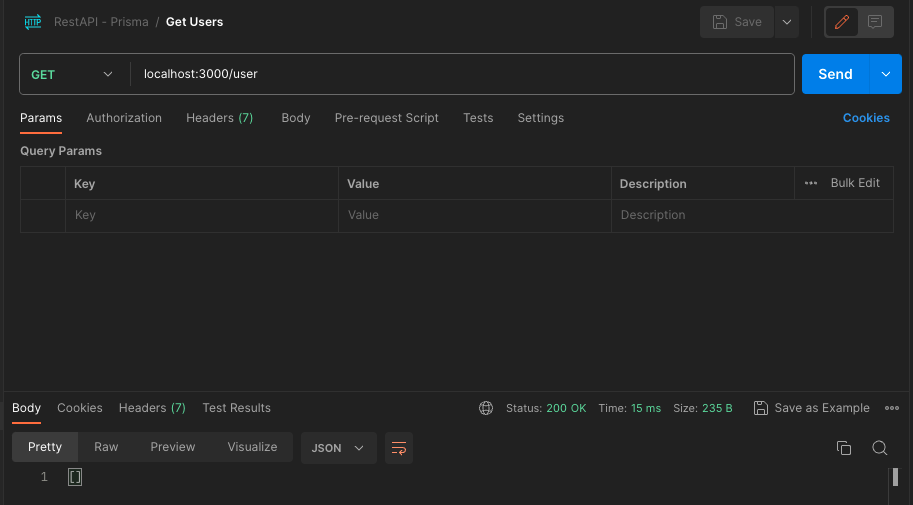 HTTP RestAPI - Prisma / Get Users Save
GET localhost:3000/user Send
Params Authorization Headers (7) Body Pre-request Script Tests Settings Cookies
Query Params
Key Value Description ••• Bulk Edit
Key Value Description
Body Cookies Headers (7) Test Results Status: 200 OK Time: 15 ms Size: 235 B Save as Example •••
Pretty Raw Preview Visualize JSON
1 []